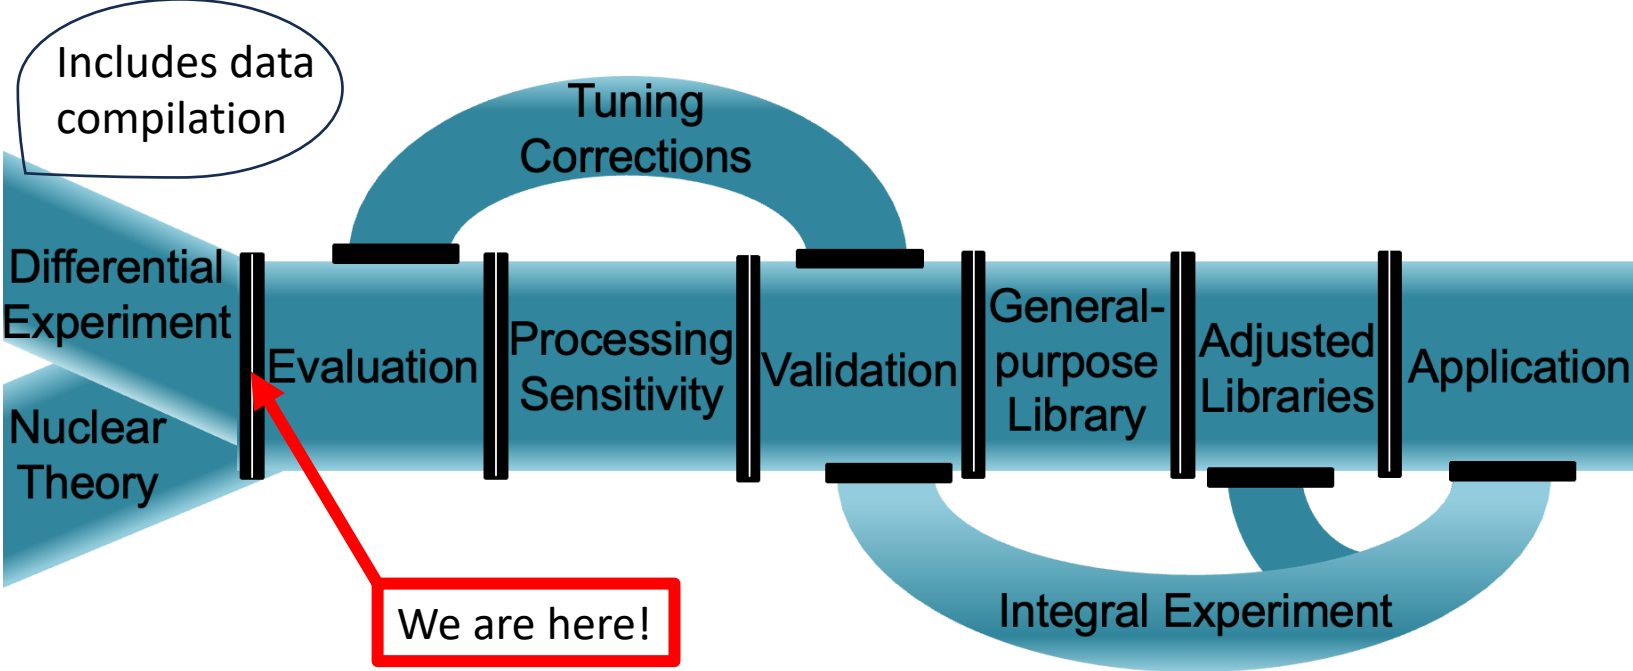 Includes data
compilation
Tuning
Corrections
Differential
Experiment
Nuclear
Theory
Evaluation
Processing
Sensitivity
Validation
General-
purpose
Library
Adjusted
Libraries
Application
Integral Experiment
We are here!